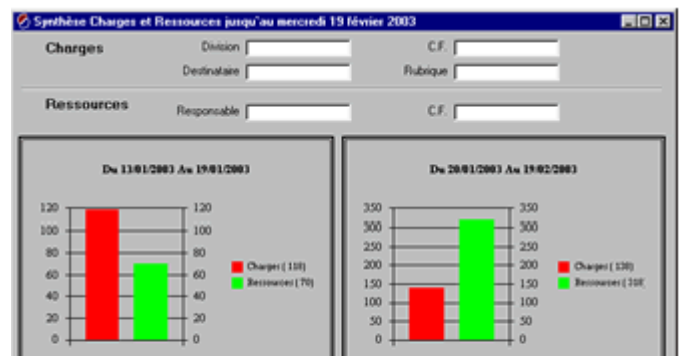 Synthèse Charges et Ressources jusqu'au mercredi 19 février 2003
Charges Division C.F.
Destinataire Rubrique
Ressources Responsable C.F.
Du 13/01/2003 Au 19/01/2003
120 120
100 100
80 80
60 60
40 40
20 20
0 0
Charges ( 118)
Ressources ( 70)
Du 20/01/2003 Au 19/02/2003
350 350
300 300
250 250
200 200
150 150
100 100
50 50
0 0
Charges ( 138)
Ressources ( 318(